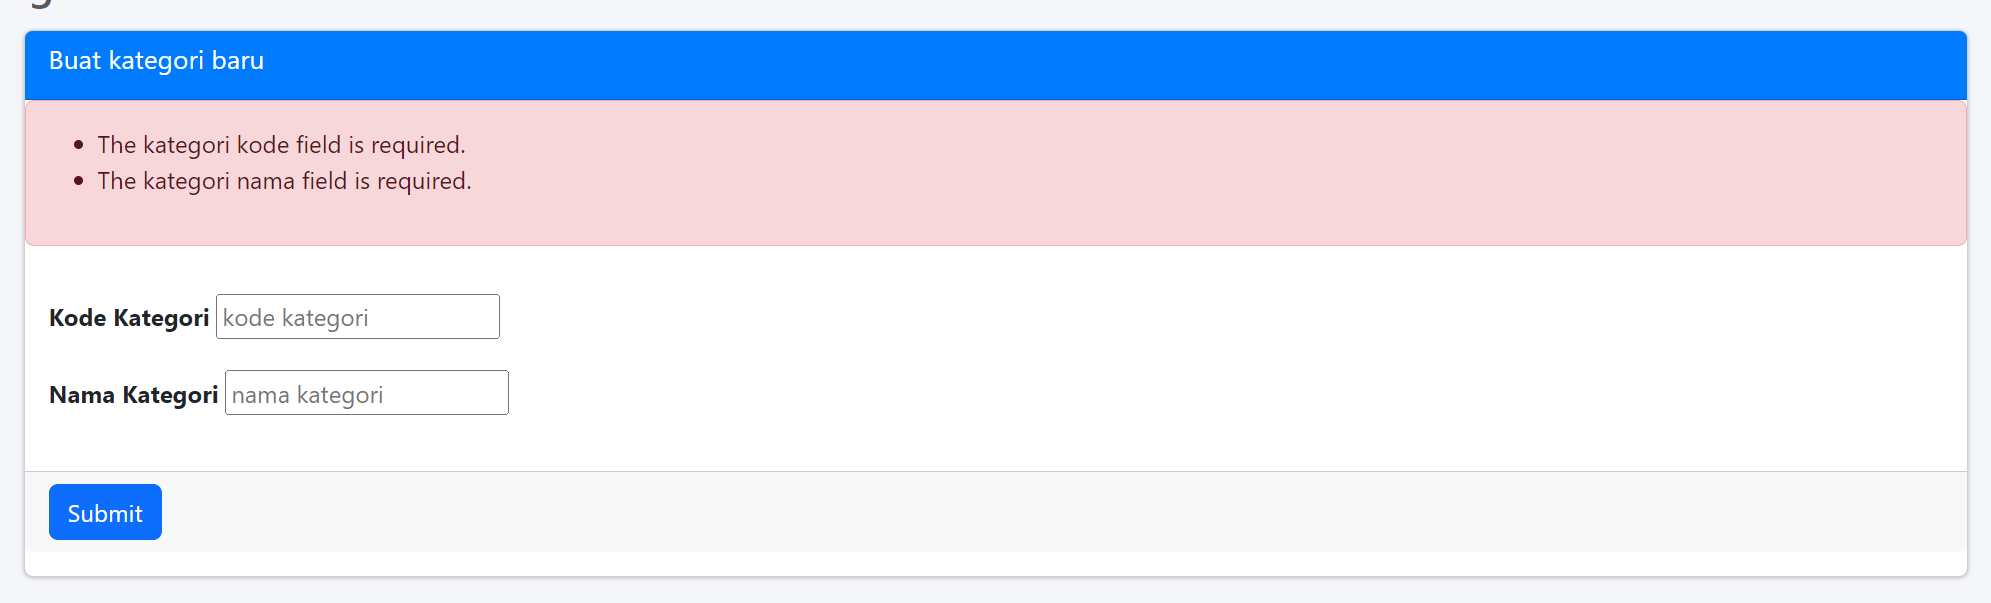 Buat kategori baru
The kategori kode field is required.
The kategori nama field is required.
Kode Kategori kode kategori
Nama Kategori nama kategori
Submit